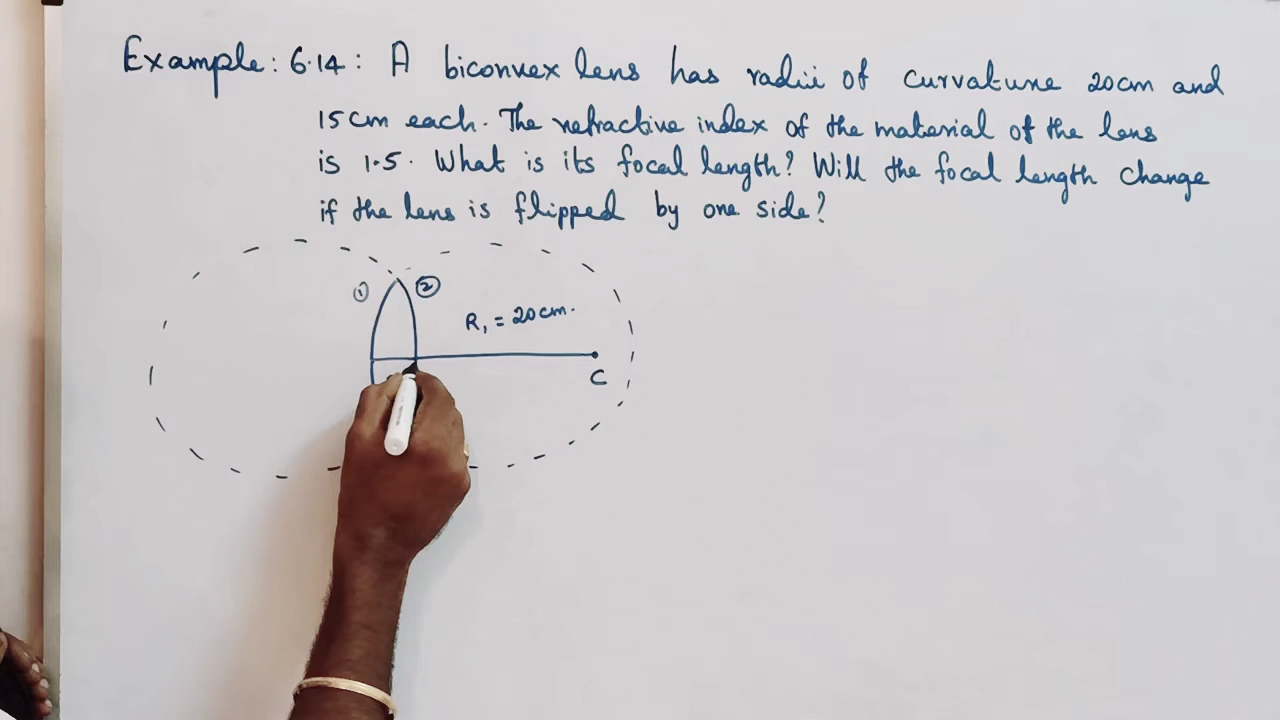 Example: 6.14: A biconvex lens has radii of curvature 20cm and
15cm each. The refractive index of the material of the lens
is 1.5. What is its focal length? Will the focal length change
if the lens is flipped by one side?
① ②
R₁ = 20cm.
C